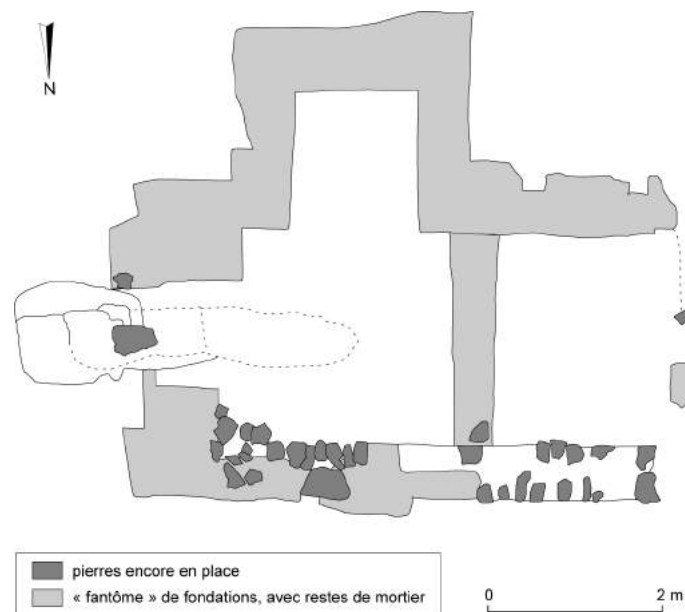 N
pierres encore en place
« fantôme » de fondations, avec restes de mortier
0 2 m